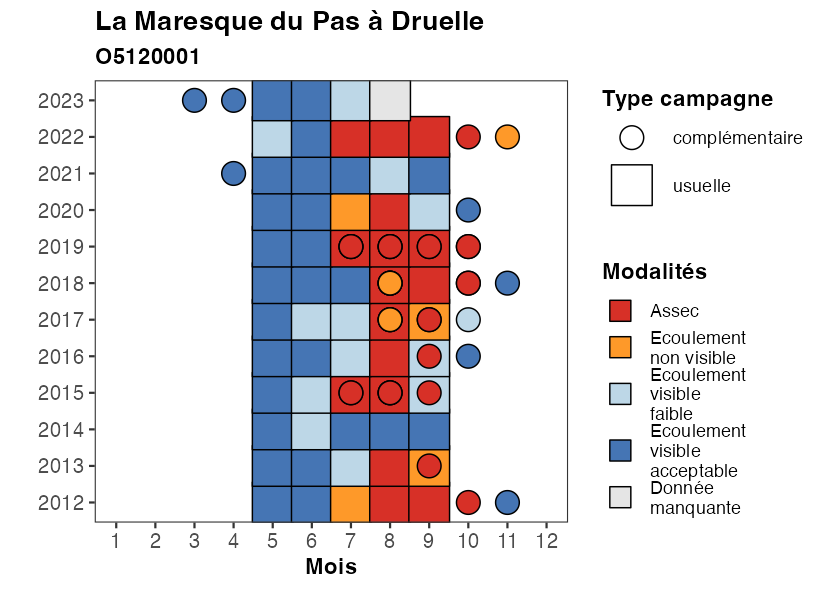 La Maresque du Pas à Druelle
O5120001
2023
2022
2021
2020
2019
2018
2017
2016
2015
2014
2013
2012
1 2 3 4 5 6 7 8 9 10 11 12
Mois
Type campagne
complémentaire
usuelle
Modalités
Assec
Ecoulement
non visible
Ecoulement
visible
faible
Ecoulement
visible
acceptable
Donnée
manquante